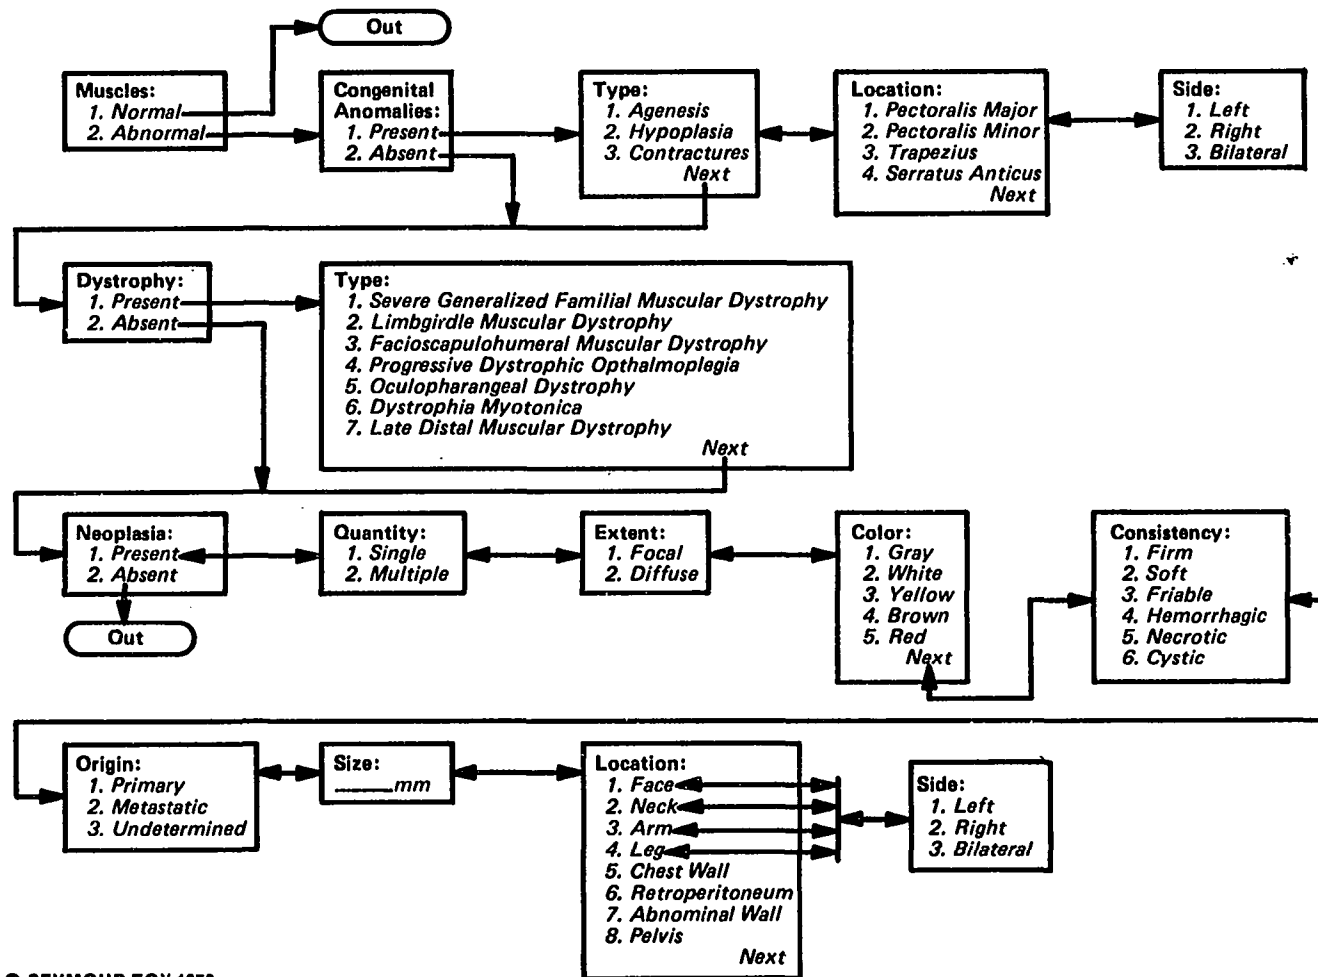 Out
Muscles:
1. Normal
2. Abnormal
Congenital
Anomalies:
1. Present
2. Absent
Type:
1. Agenesis
2. Hypoplasia
3. Contractures
Next
Location:
1. Pectoralis Major
2. Pectoralis Minor
3. Trapezius
4. Serratus Anticus
Next
Side:
1. Left
2. Right
3. Bilateral
Dystrophy:
1. Present
2. Absent
Type:
1. Severe Generalized Familial Muscular Dystrophy
2. Limbgirdle Muscular Dystrophy
3. Facioscapulohumeral Muscular Dystrophy
4. Progressive Dystrophic Opthalmoplegia
5. Oculopharangeal Dystrophy
6. Dystrophia Myotonica
7. Late Distal Muscular Dystrophy
Next
Neoplasia:
1. Present
2. Absent
Out
Quantity:
1. Single
2. Multiple
Extent:
1. Focal
2. Diffuse
Color:
1. Gray
2. White
3. Yellow
4. Brown
5. Red
Next
Consistency:
1. Firm
2. Soft
3. Friable
4. Hemorrhagic
5. Necrotic
6. Cystic
Origin:
1. Primary
2. Metastatic
3. Undetermined
Size:
______mm
Location:
1. Face
2. Neck
3. Arm
4. Leg
5. Chest Wall
6. Retroperitoneum
7. Abnominal Wall
8. Pelvis
Next
Side:
1. Left
2. Right
3. Bilateral